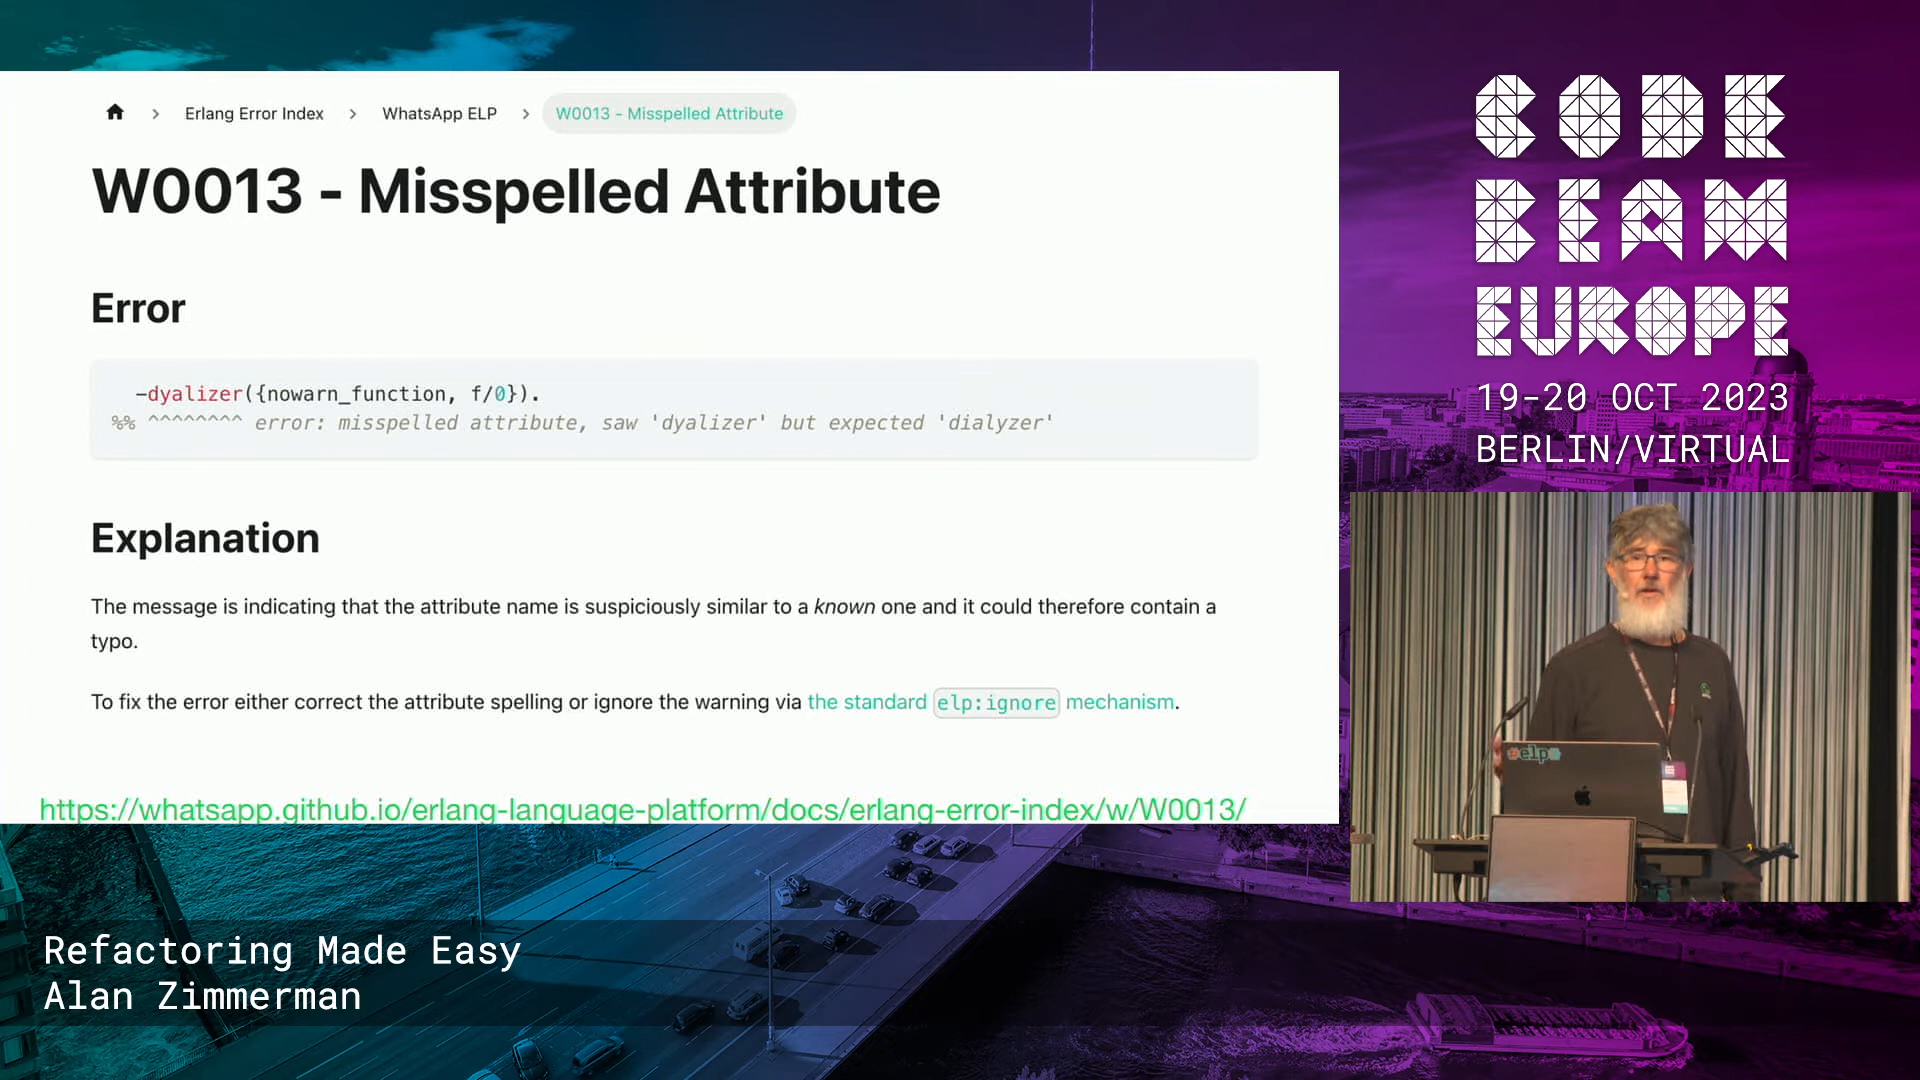 Erlang Error Index > WhatsApp ELP > W0013 - Misspelled Attribute
W0013 - Misspelled Attribute
Error
-dyalizer({nowarn_function, f/0}).
%% ^^^^^^^^ error: misspelled attribute, saw 'dyalizer' but expected 'dialyzer'
Explanation
The message is indicating that the attribute name is suspiciously similar to a known one and it could therefore contain a
typo.
To fix the error either correct the attribute spelling or ignore the warning via the standard elp:ignore mechanism.
https://whatsapp.github.io/erlang-language-platform/docs/erlang-error-index/w/W0013/
CODE
BEAM
EUROPE
19-20 OCT 2023
BERLIN/VIRTUAL
elp
Refactoring Made Easy
Alan Zimmerman